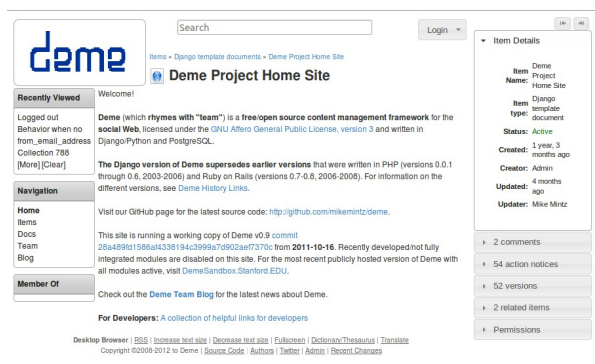 deme
Search
Login
Items » Django template documents » Deme Project Home Site
Deme Project Home Site
Recently Viewed
Logged out
Behavior when no
from_email_address
Collection 788
[More] [Clear]
Navigation
Home
Items
Docs
Team
Blog
Member Of
Welcome!
Deme (which rhymes with "team") is a free/open source content management framework for the
social Web, licensed under the GNU Affero General Public License, version 3 and written in
Django/Python and PostgreSQL.
The Django version of Deme supersedes earlier versions that were written in PHP (versions 0.0.1
through 0.6, 2003-2006) and Ruby on Rails (versions 0.7-0.8, 2006-2008). For information on the
different versions, see Deme History Links.
Visit our GitHub page for the latest source code: http://github.com/mikemintz/deme.
This site is running a working copy of Deme v0.9 commit
28a489fd1586af4338194c3999a7d902aef7370c from 2011-10-16. Recently developed/not fully
integrated modules are disabled on this site. For the most recently publicly hosted version of Deme with
all modules active, visit DemeSandbox.Stanford.EDU.
Check out the Deme Team Blog for the latest news about Deme.
For Developers: A collection of helpful links for developers
Item Details
Item Name: Deme Project Home Site
Item type: Django template document
Status: Active
Created: 1 year, 3 months ago
Creator: Admin
Updated: 4 months ago
Updater: Mike Mintz
2 comments
54 action notices
52 versions
2 related items
Permissions
Desktop Browser | RSS | Increase text size | Decrease text size | Fullscreen | Dictionary/Thesaurus | Translate
Copyright ©2008-2012 to Deme | Source Code | Authors | Twitter | Admin | Recent Changes